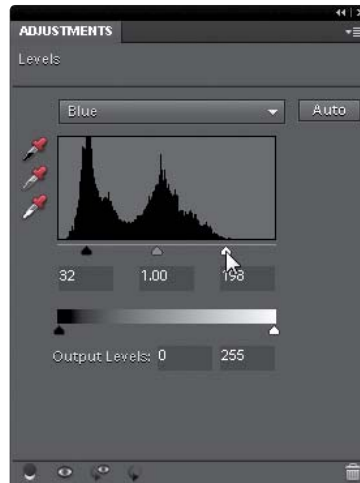 ADJUSTMENTS
Levels
Blue
Auto
32 1.00 198
Output Levels: 0 255